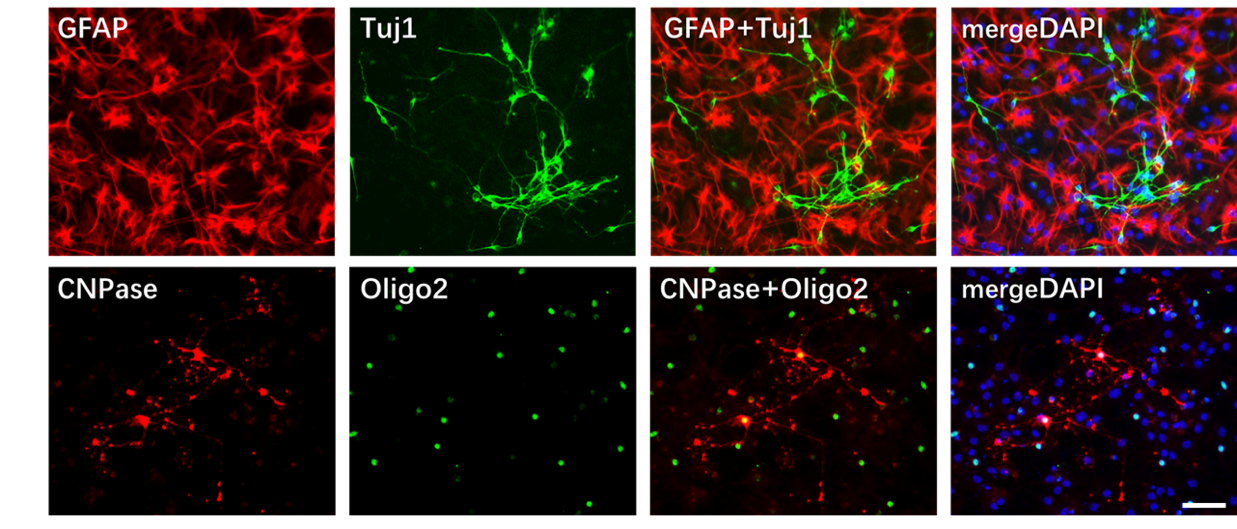 GFAP
Tuj1
GFAP+Tuj1
mergeDAPI
CNPase
Oligo2
CNPase+Oligo2
mergeDAPI